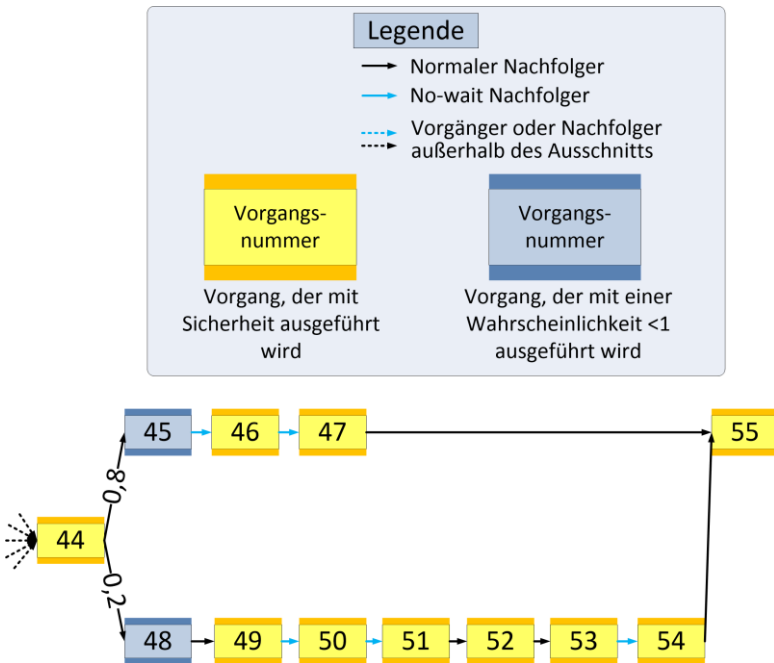 Legende
Normaler Nachfolger
No-wait Nachfolger
Vorgänger oder Nachfolger
außerhalb des Ausschnitts
Vorgangs-
nummer
Vorgang, der mit
Sicherheit ausgeführt
wird
Vorgangs-
nummer
Vorgang, der mit einer
Wahrscheinlichkeit <1
ausgeführt wird
45
46
47
55
0,8
44
0,2
48
49
50
51
52
53
54